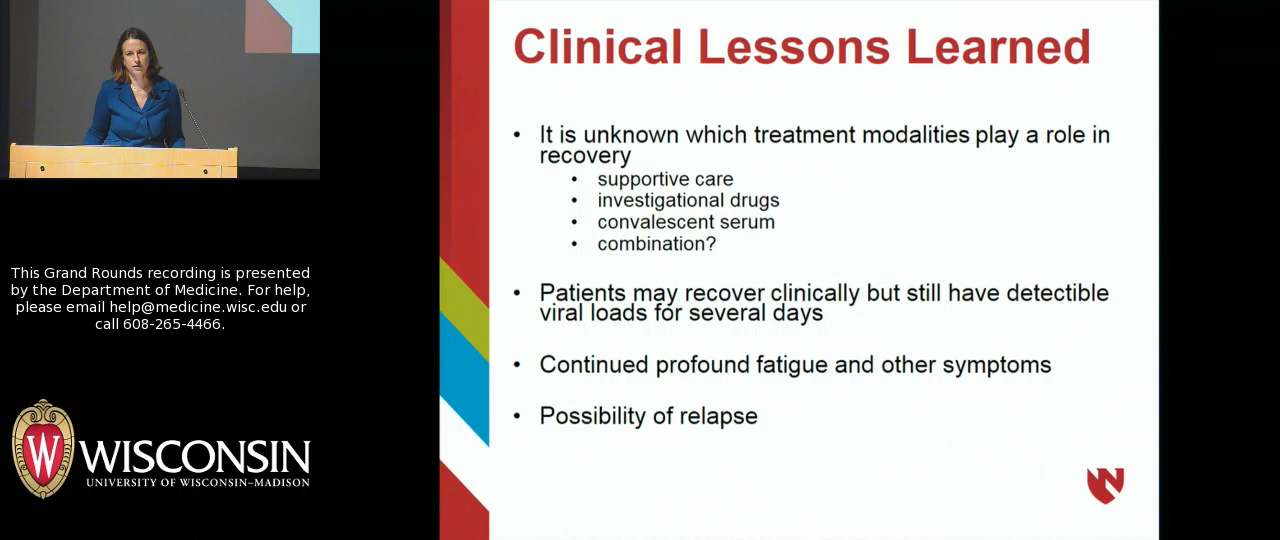 Clinical Lessons Learned
• It is unknown which treatment modalities play a role in
recovery
• supportive care
• investigational drugs
• convalescent serum
• combination?
• Patients may recover clinically but still have detectible
viral loads for several days
• Continued profound fatigue and other symptoms
• Possibility of relapse
This Grand Rounds recording is presented
by the Department of Medicine. For help,
please email help@medicine.wisc.edu or
call 608-265-4466.
W
WISCONSIN
UNIVERSITY OF WISCONSIN–MADISON
N